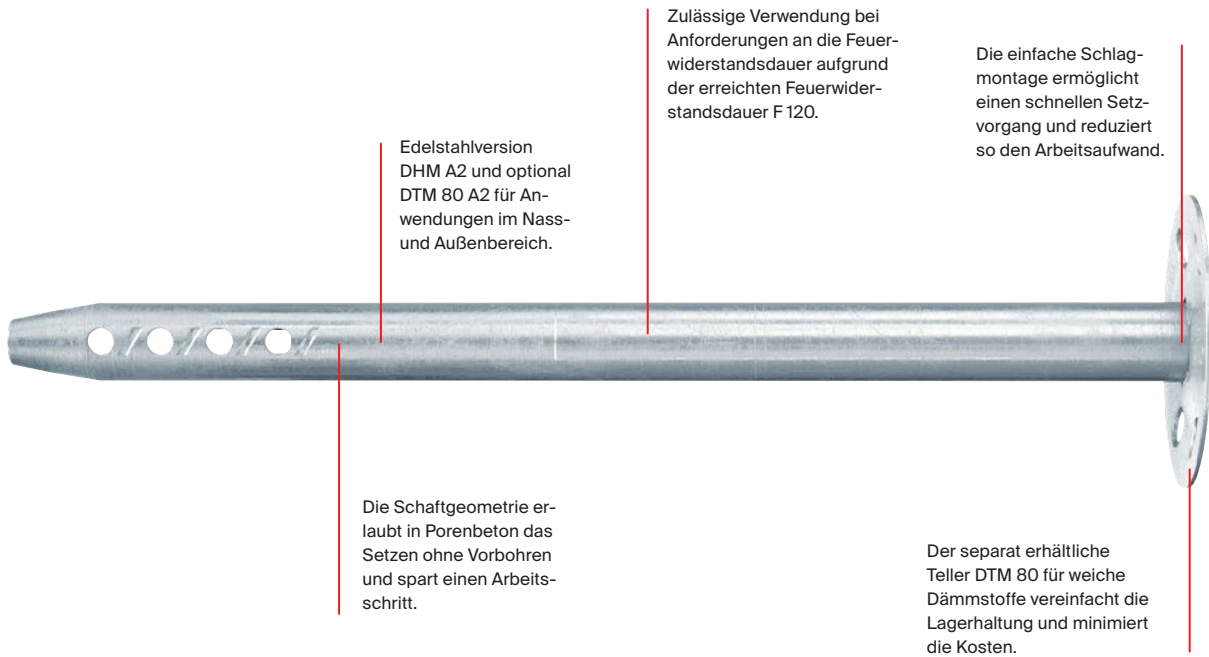 Zulässige Verwendung bei
Anforderungen an die Feuer-
widerstandsdauer aufgrund
der erreichten Feuerwider-
standsdauer F 120.
Die einfache Schlag-
montage ermöglicht
einen schnellen Setz-
vorgang und reduziert
so den Arbeitsaufwand.
Edelstahlversion
DHM A2 und optional
DTM 80 A2 für An-
wendungen im Nass-
und Außenbereich.
Die Schaftgeometrie er-
laubt in Porenbeton das
Setzen ohne Vorbohren
und spart einen Arbeits-
schritt.
Der separat erhältliche
Teller DTM 80 für weiche
Dämmstoffe vereinfacht die
Lagerhaltung und minimiert
die Kosten.